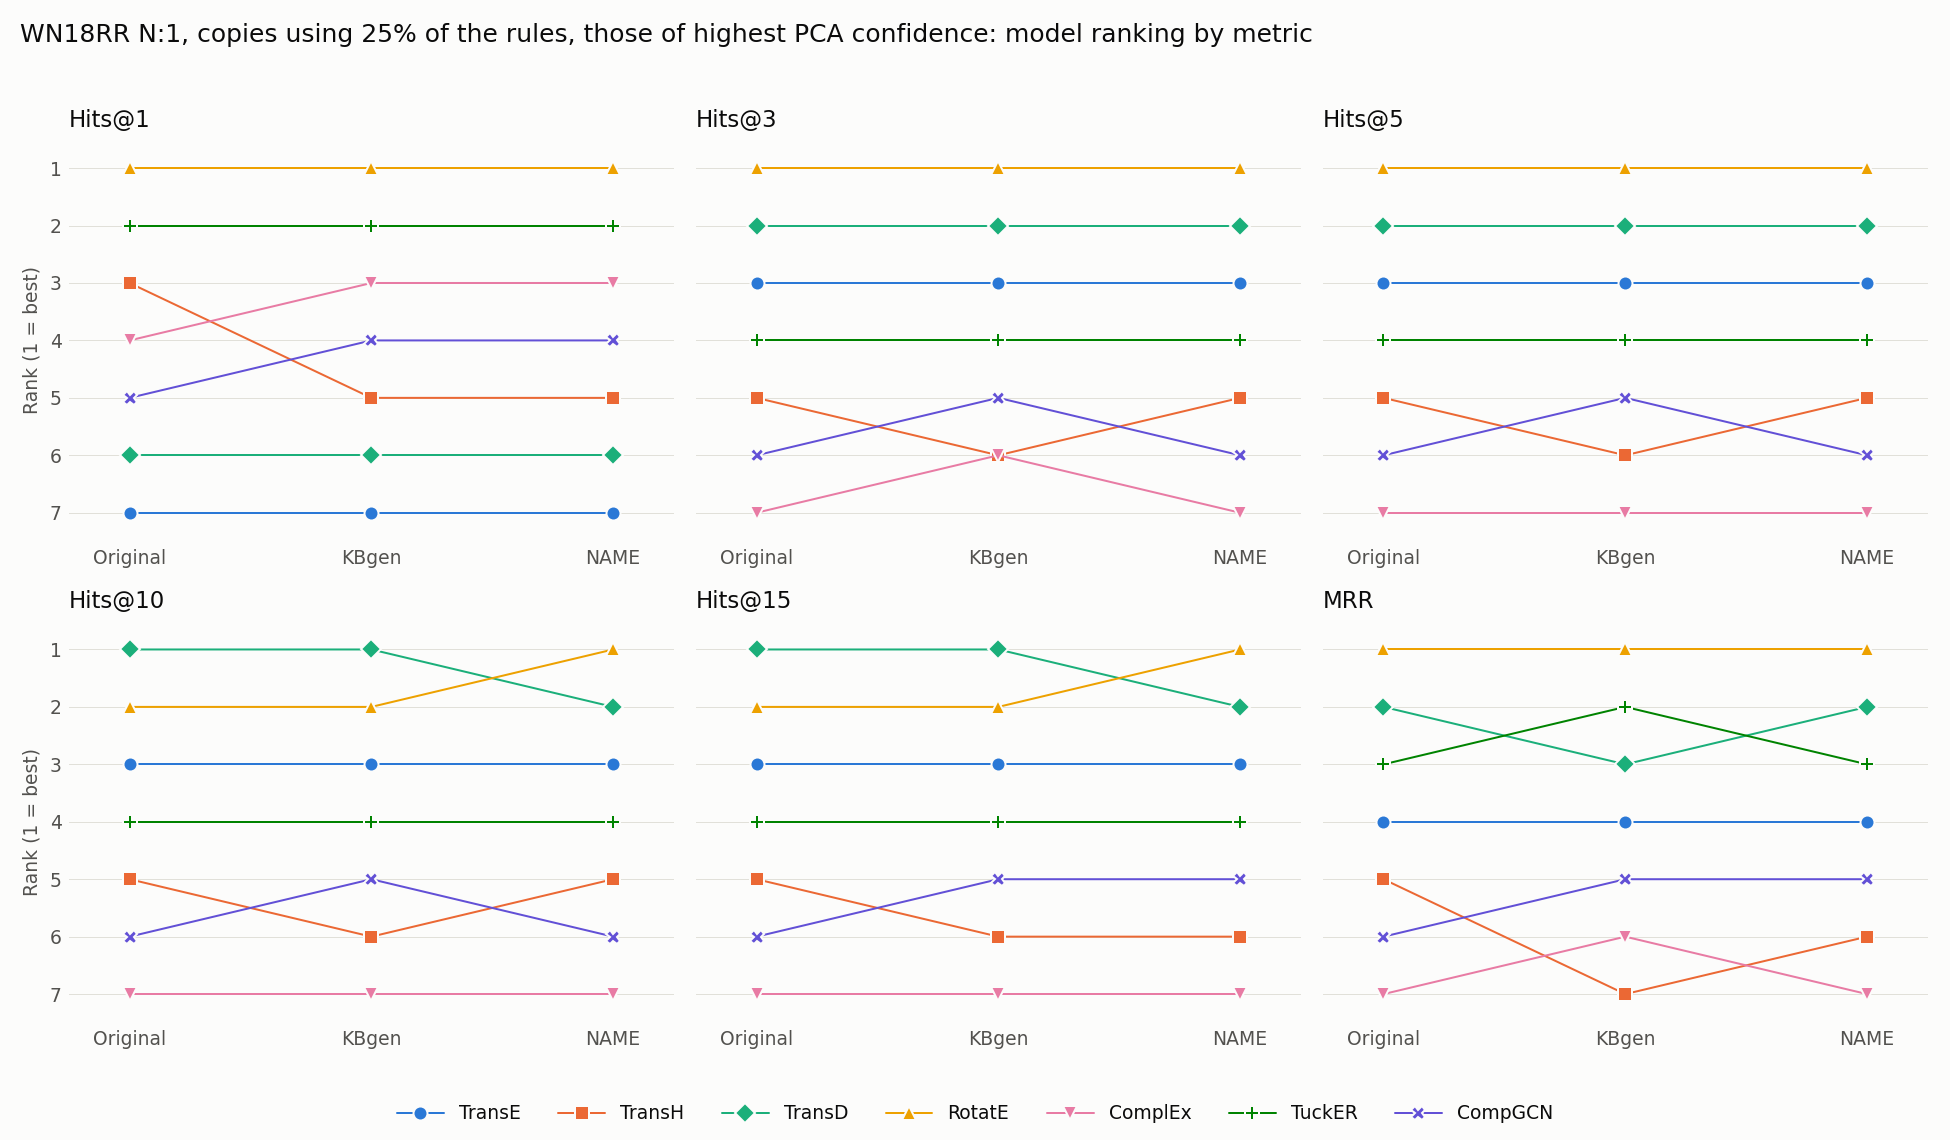 WN18RR N:1, copies using 25% of the rules, those of highest PCA confidence: model ranking by metric
Hits@1
Hits@3
Hits@5
Rank (1 = best)
1
2
3
4
5
6
7
Original
KBgen
NAME
Original
KBgen
NAME
Original
KBgen
NAME
Hits@10
Hits@15
MRR
Rank (1 = best)
1
2
3
4
5
6
7
Original
KBgen
NAME
Original
KBgen
NAME
Original
KBgen
NAME
TransE
TransH
TransD
RotatE
ComplEx
TuckER
CompGCN